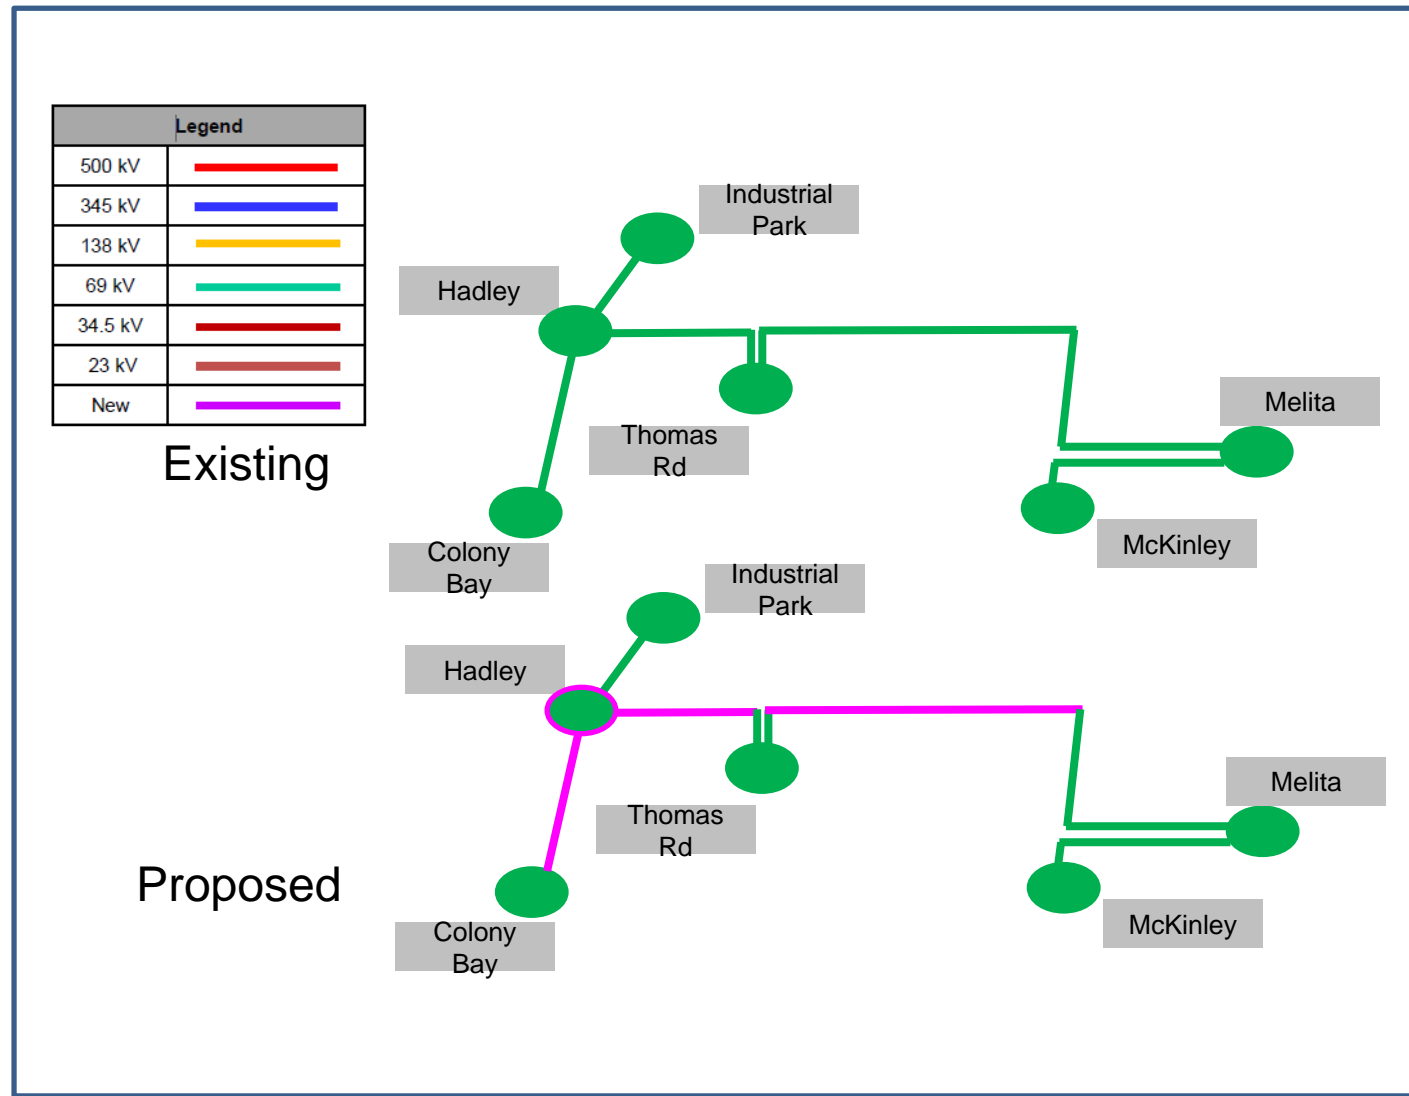 Legend
500 kV
345 kV
138 kV
69 kV
34.5 kV
23 kV
New
Existing
Industrial
Park
Hadley
Thomas
Rd
Melita
McKinley
Colony
Bay
Proposed
Industrial
Park
Hadley
Thomas
Rd
Melita
McKinley
Colony
Bay